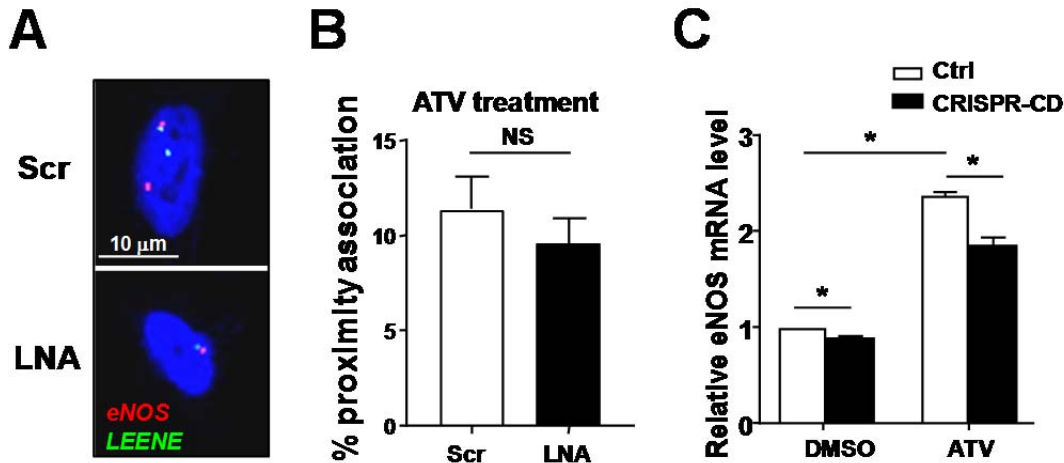 A
Scr
10 μm
LNA
eNOS
LEENE
B
ATV treatment
% proximity association
15
10
5
0
NS
Scr
LNA
C
Ctrl
CRISPR-CD
Relative eNOS mRNA level
3
2
1
0
*
*
*
DMSO
ATV